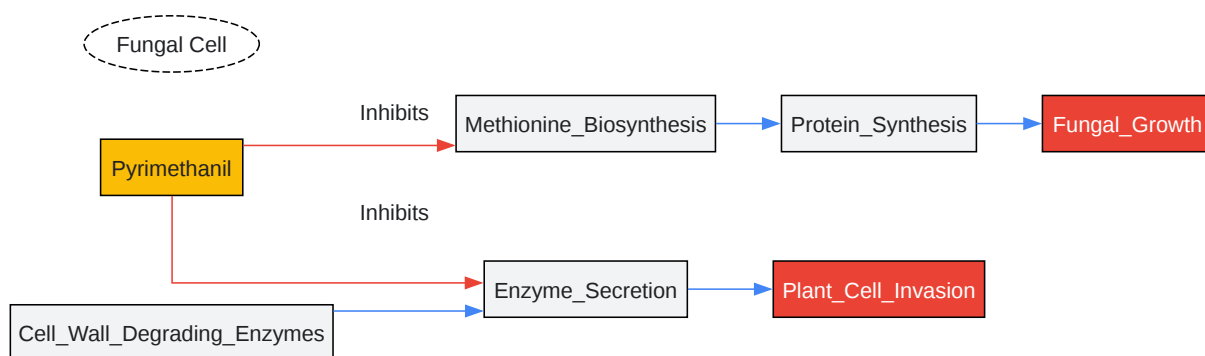 Fungal Cell
Inhibits
Methionine_Biosynthesis
Protein_Synthesis
Fungal_Growth
Pyrimethanil
Inhibits
Enzyme_Secretion
Plant_Cell_Invasion
Cell_Wall_Degrading_Enzymes